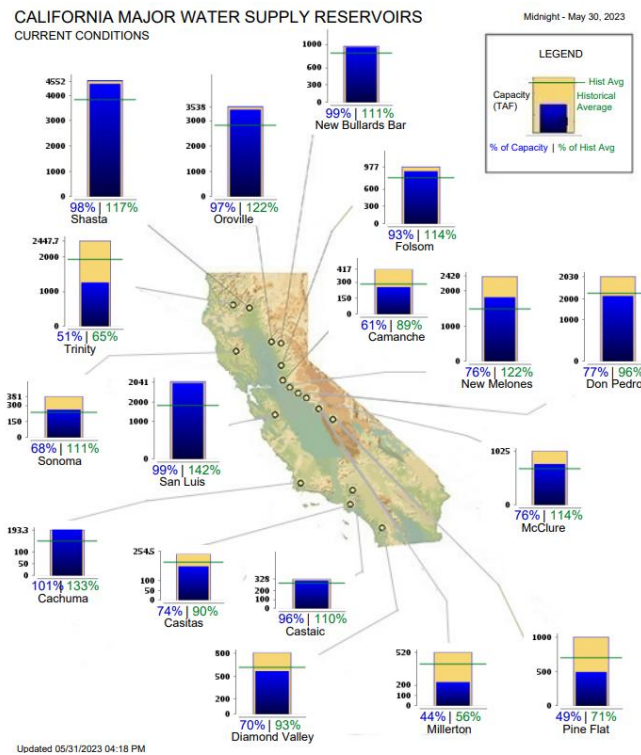 CALIFORNIA MAJOR WATER SUPPLY RESERVOIRS
CURRENT CONDITIONS
Midnight - May 30, 2023
LEGEND
Hist Avg
Capacity
(TAF)
Historical
Average
% of Capacity | % of Hist Avg
4552
4000
3000
2000
1000
0
98% | 117%
Shasta
3538
3000
2000
1000
0
97% | 122%
Oroville
1000
600
300
0
99% | 111%
New Bullards Bar
977
600
300
0
93% | 114%
Folsom
2447.7
2000
1000
0
51% | 65%
Trinity
417
300
150
0
61% | 89%
Camanche
2420
2000
1000
0
76% | 122%
New Melones
2030
2000
1000
0
77% | 96%
Don Pedro
381
300
150
0
68% | 111%
Sonoma
2041
2000
1000
0
99% | 142%
San Luis
1025
500
0
76% | 114%
McClure
193.3
100
50
0
101% | 133%
Cachuma
254.5
100
50
0
74% | 90%
Casitas
328
200
100
0
96% | 110%
Castaic
800
500
200
0
70% | 93%
Diamond Valley
520
200
100
0
44% | 56%
Millerton
1000
500
0
49% | 71%
Pine Flat
Updated 05/31/2023 04:18 PM